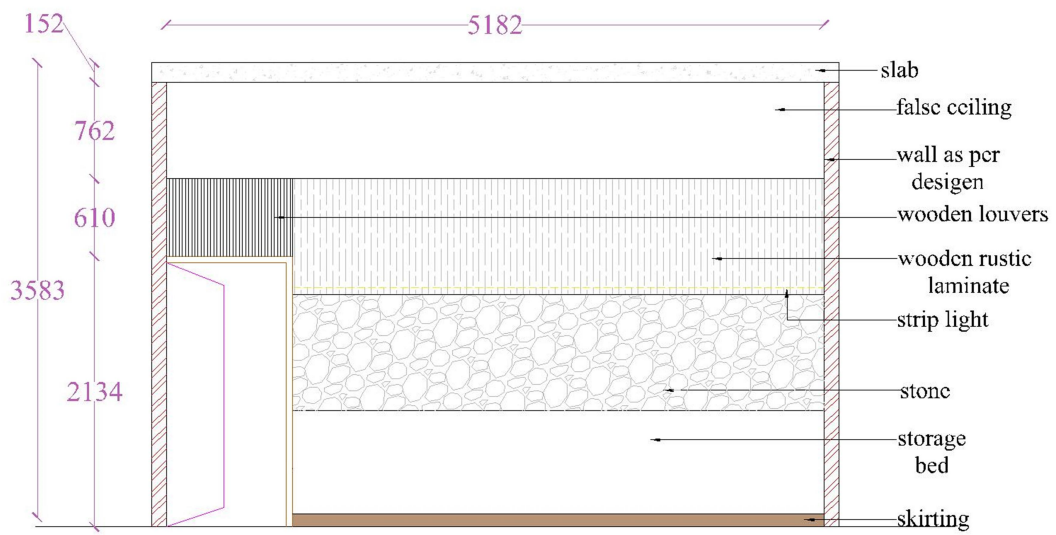 152
5182
slab
false ceiling
762
wall as per
desigen
610
wooden louvers
wooden rustic
laminate
3583
strip light
2134
stone
storage
bed
skirting